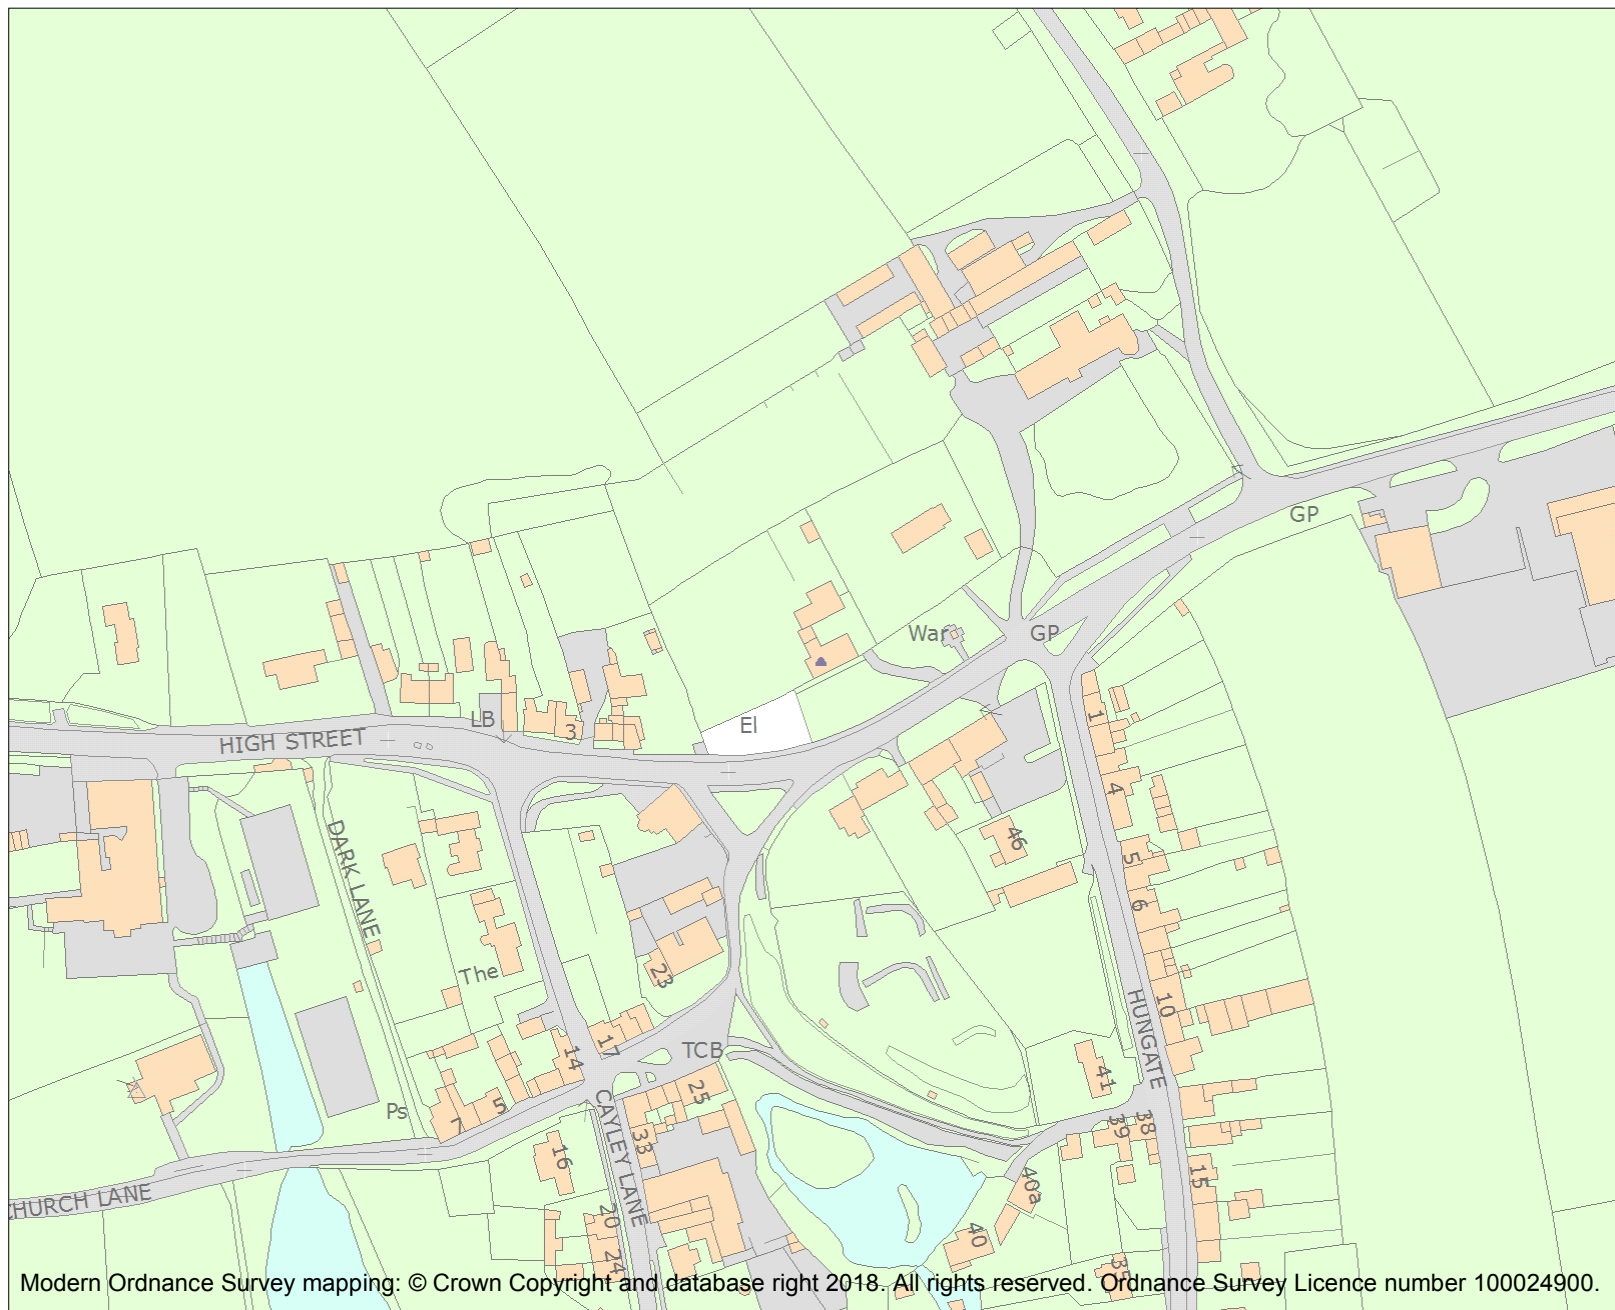 GP
War
GP
LB
3
El
HIGH STREET
1
4
46
5
6
DARK LANE
The
23
10
HUNGATE
17
14
TCB
41
25
Ps
7
5
33
CAYLEY LANE
39
38
16
15
40a
CHURCH LANE
20
24
40
35
Modern Ordnance Survey mapping: © Crown Copyright and database right 2018. All rights reserved. Ordnance Survey Licence number 100024900.